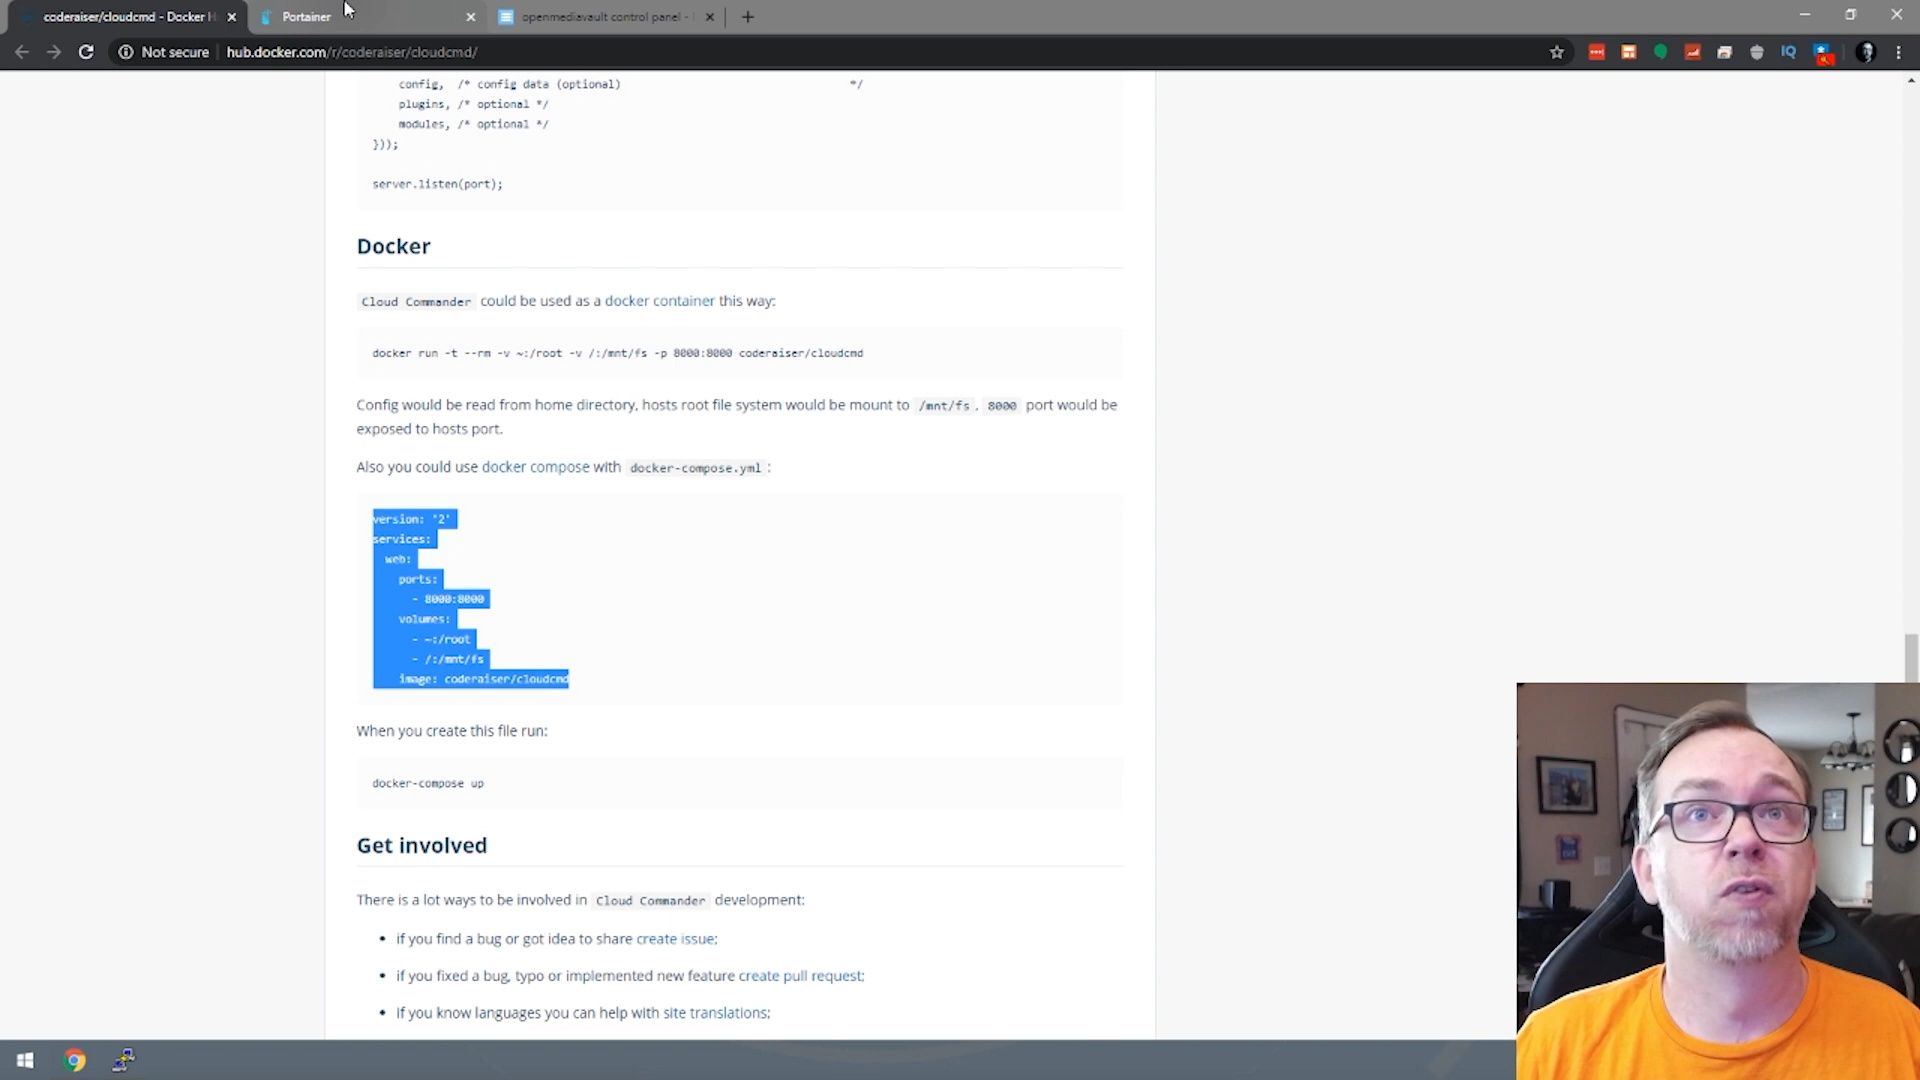 coderaiser/cloudcmd - Docker H
Portainer
openmediavault control panel -
Not secure
hub.docker.com/r/coderaiser/cloudcmd/
IQ
config, /* config data (optional) */
plugins, /* optional */
modules, /* optional */
}));
server.listen(port);
Docker
Cloud Commander could be used as a docker container this way:
docker run -t --rm -v ~:/root -v /:/mnt/fs -p 8000:8000 coderaiser/cloudcmd
Config would be read from home directory, hosts root file system would be mount to /mnt/fs . 8000 port would be
exposed to hosts port.
Also you could use docker compose with docker-compose.yml :
version: '2'
services:
web:
ports:
- 8000:8000
volumes:
- ~:/root
- /:/mnt/fs
image: coderaiser/cloudcmd
When you create this file run:
docker-compose up
Get involved
There is a lot ways to be involved in Cloud Commander development:
• if you find a bug or got idea to share create issue;
• if you fixed a bug, typo or implemented new feature create pull request;
• if you know languages you can help with site translations;